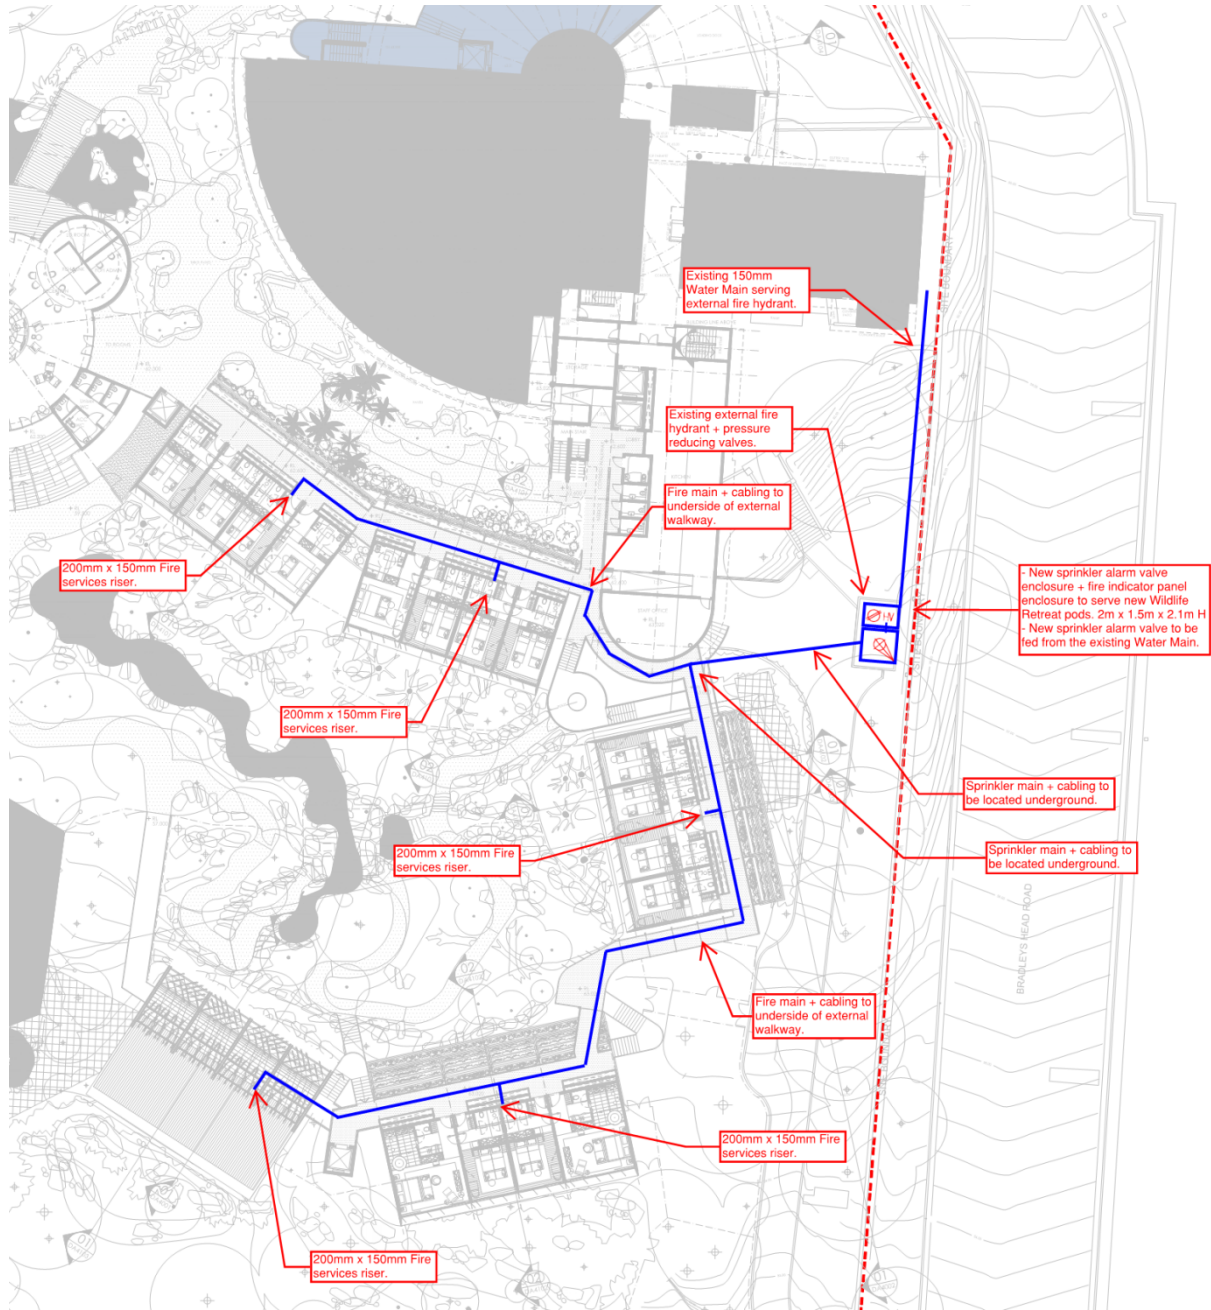 Existing 150mm
Water Main serving
external fire hydrant.
Existing external fire
hydrant + pressure
reducing valves.
Fire main + cabling to
underside of external
walkway.
200mm x 150mm Fire
services riser.
- New sprinkler alarm valve
enclosure + fire indicator panel
enclosure to serve new Wildlife
Retreat pods. 2m x 1.5m x 2.1m H
- New sprinkler alarm valve to be
fed from the existing Water Main.
HV
200mm x 150mm Fire
services riser.
Sprinkler main + cabling to
be located underground.
200mm x 150mm Fire
services riser.
Sprinkler main + cabling to
be located underground.
BRADLEYS HEAD ROAD
Fire main + cabling to
underside of external
walkway.
200mm x 150mm Fire
services riser.
200mm x 150mm Fire
services riser.